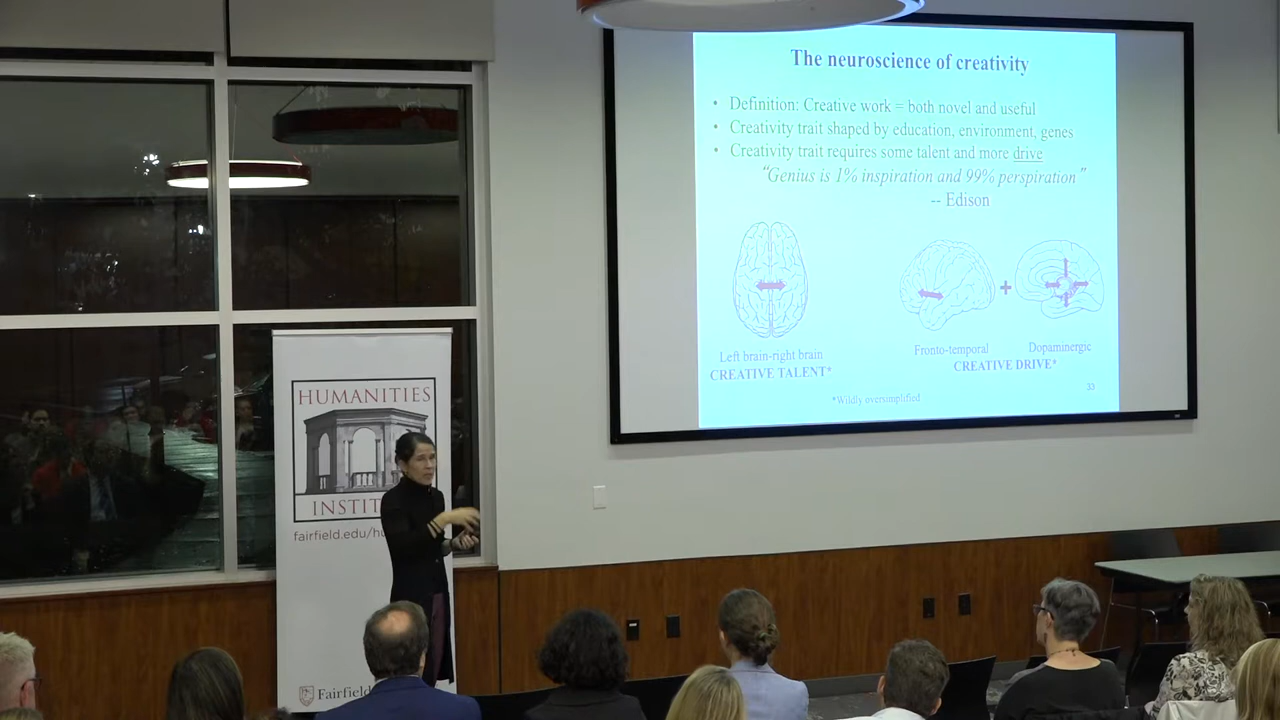 The neuroscience of creativity
• Definition: Creative work = both novel and useful
• Creativity trait shaped by education, environment, genes
• Creativity trait requires some talent and more drive
“Genius is 1% inspiration and 99% perspiration”
-- Edison
+
Left brain-right brain
CREATIVE TALENT*
Fronto-temporal
Dopaminergic
CREATIVE DRIVE*
*Wildly oversimplified
33
HUMANITIES
INSTIT
fairfield.edu/hu
Fairfield